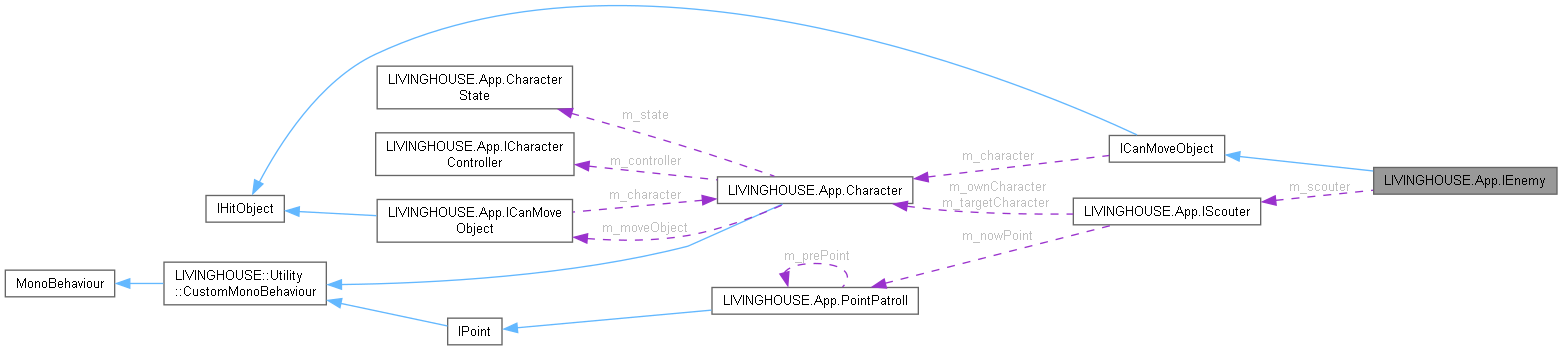 LIVINGHOUSE.App.Character
State
m_state
ICanMoveObject
LIVINGHOUSE.App.ICharacter
Controller
m_controller
m_character
LIVINGHOUSE.App.IEnemy
m_scouter
IHitObject
LIVINGHOUSE.App.ICanMove
Object
m_character
m_moveObject
LIVINGHOUSE.App.Character
m_ownCharacter
m_targetCharacter
LIVINGHOUSE.App.IScouter
m_nowPoint
m_prePoint
MonoBehaviour
LIVINGHOUSE::Utility
::CustomMonoBehaviour
LIVINGHOUSE.App.PointPatroll
IPoint